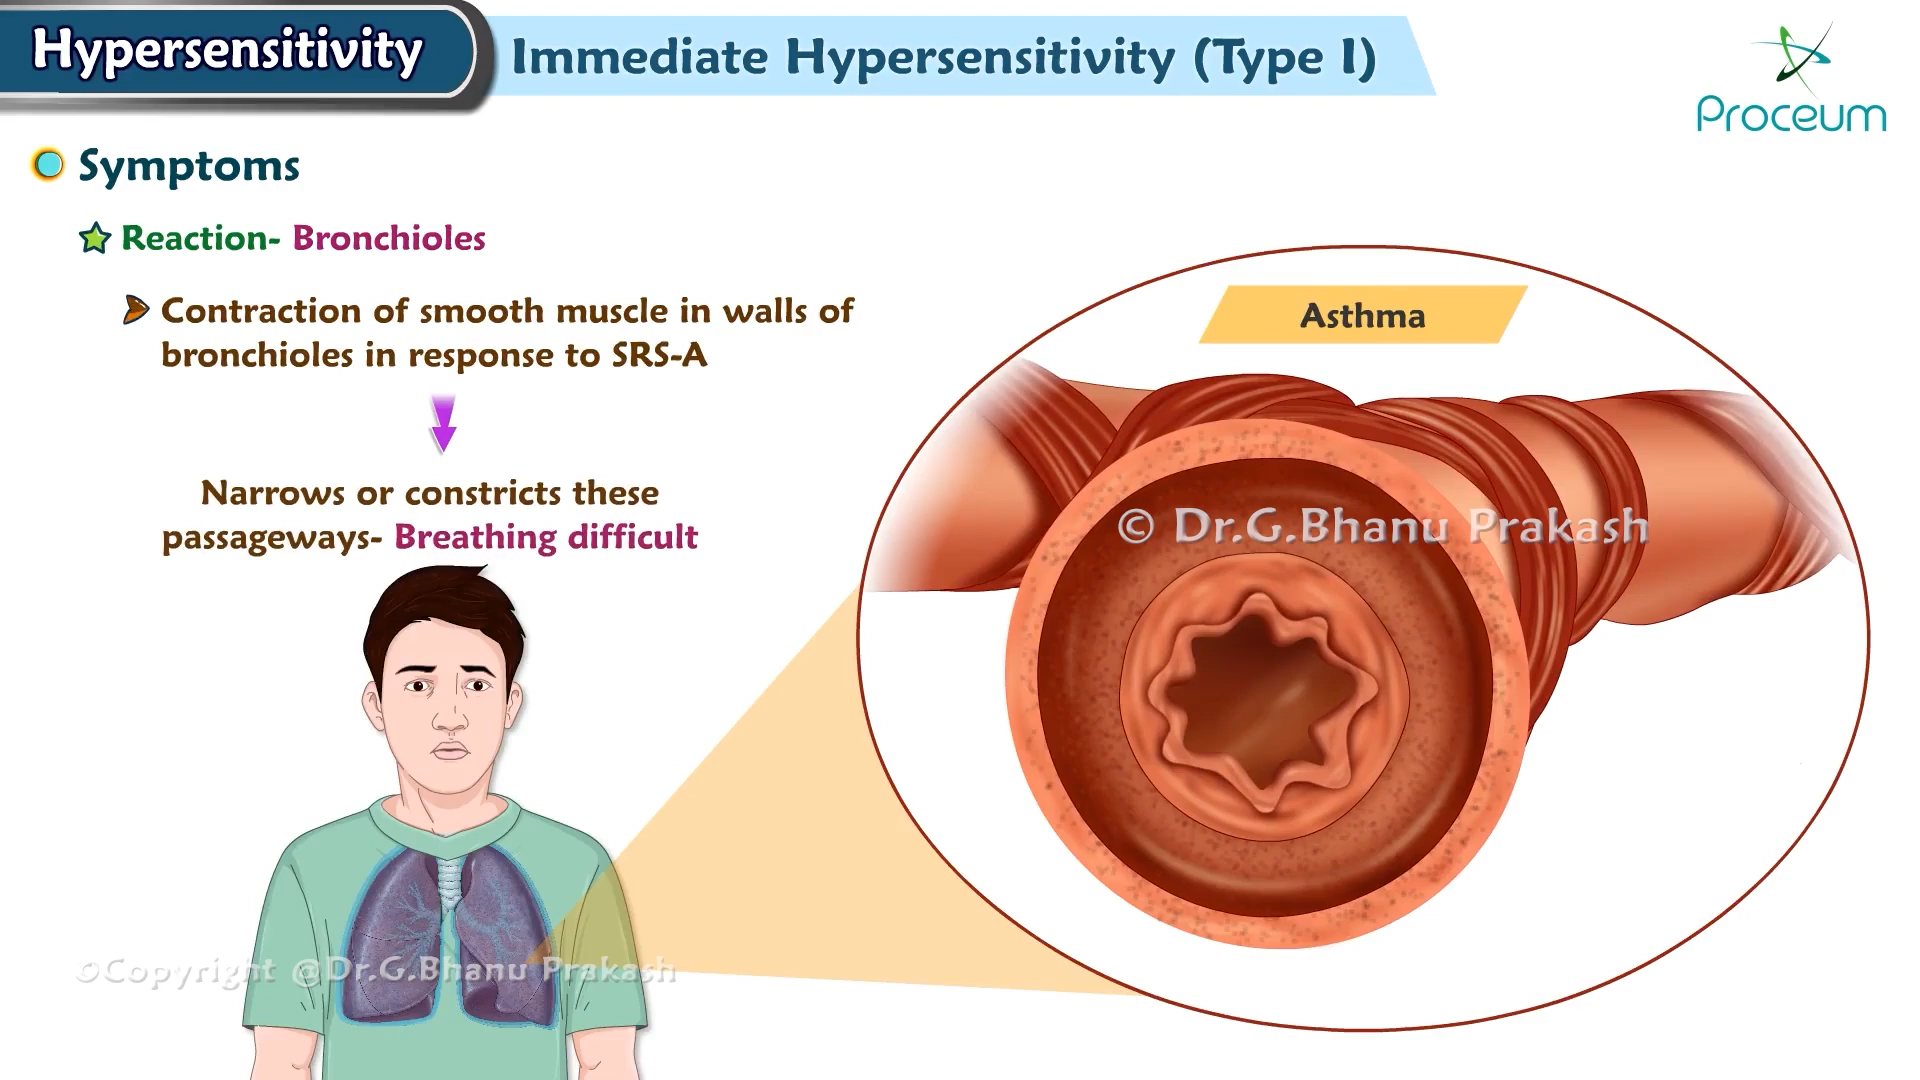 Hypersensitivity
Immediate Hypersensitivity (Type I)
Proceum
Symptoms
Reaction- Bronchioles
Contraction of smooth muscle in walls of
bronchioles in response to SRS-A
Narrows or constricts these
passageways- Breathing difficult
Asthma
© Dr.G.Bhanu Prakash
©Copyright @Dr.G.Bhanu Prakash